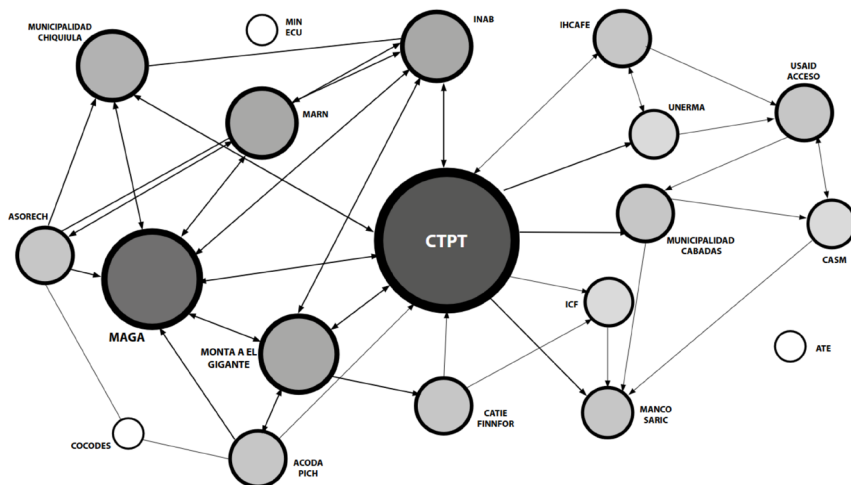 MUNICIPALIDAD
CHIQUIULA
MIN
ECU
INAB
IHCAFE
USAID
ACCESO
MARN
UNERMA
ASORECH
CTPT
MUNICIPALIDAD
CABADAS
CASM
MAGA
ICF
MONTA A EL
GIGANTE
ATE
CATIE
FINNFOR
MANCO
SARIC
COCODES
ACODA
PICH